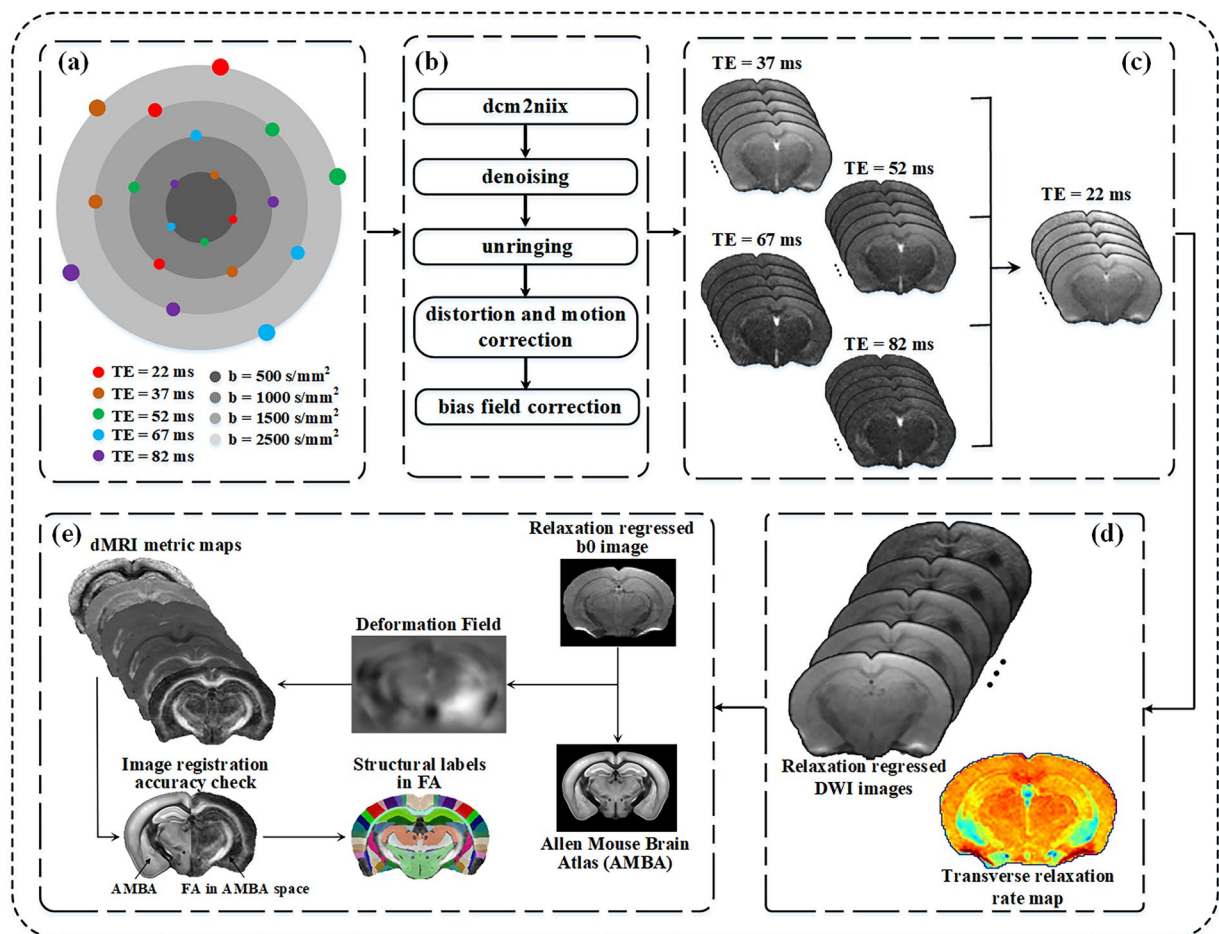 (a)
TE = 22 ms
TE = 37 ms
TE = 52 ms
TE = 67 ms
TE = 82 ms
b = 500 s/mm²
b = 1000 s/mm²
b = 1500 s/mm²
b = 2500 s/mm²
(b)
dcm2niix
denoising
unringing
distortion and motion
correction
bias field correction
(c)
TE = 37 ms
TE = 52 ms
TE = 67 ms
TE = 82 ms
TE = 22 ms
(d)
Relaxation regressed
DWI images
Transverse relaxation
rate map
(e)
dMRI metric maps
Relaxation regressed
b0 image
Deformation Field
Image registration
accuracy check
AMBA
FA in AMBA space
Structural labels
in FA
Allen Mouse Brain
Atlas (AMBA)